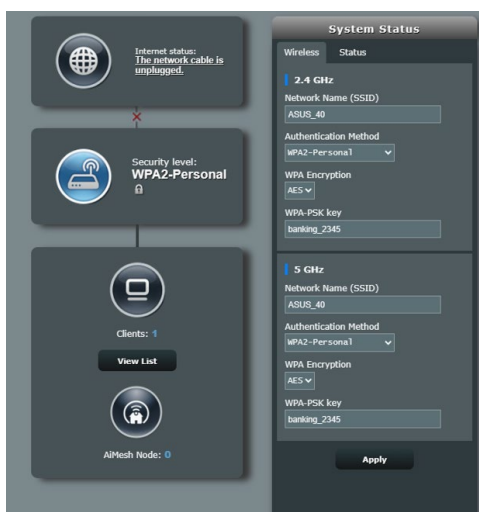 Internet status:
The network cable is
unplugged.
Security level:
WPA2-Personal
Clients: 1
View List
AiMesh Node: 0
System Status
Wireless
Status
2.4 GHz
Network Name (SSID)
ASUS_40
Authentication Method
WPA2-Personal
WPA Encryption
AES
WPA-PSK key
banking_2345
5 GHz
Network Name (SSID)
ASUS_40
Authentication Method
WPA2-Personal
WPA Encryption
AES
WPA-PSK key
banking_2345
Apply